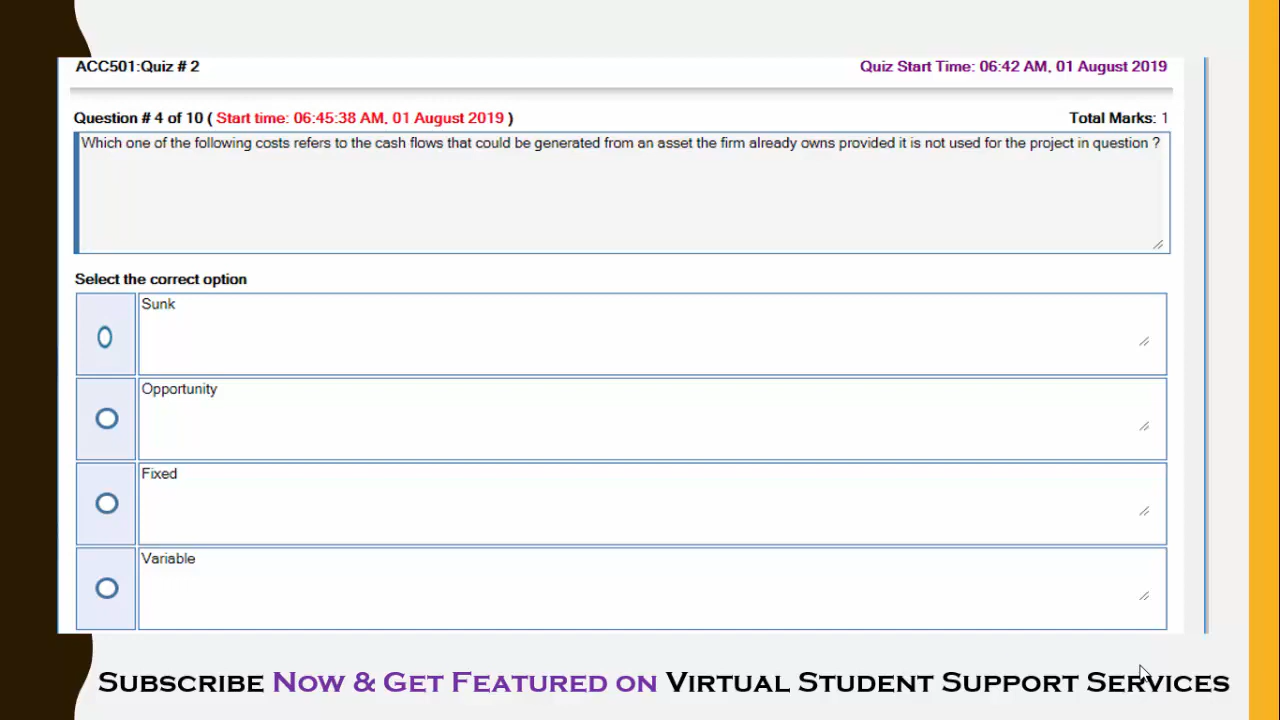 ACC501:Quiz # 2 Quiz Start Time: 06:42 AM, 01 August 2019
Question # 4 of 10 ( Start time: 06:45:38 AM, 01 August 2019 ) Total Marks: 1
Which one of the following costs refers to the cash flows that could be generated from an asset the firm already owns provided it is not used for the project in question ?
Select the correct option
Sunk
Opportunity
Fixed
Variable
Subscribe Now & Get Featured on Virtual Student Support Services